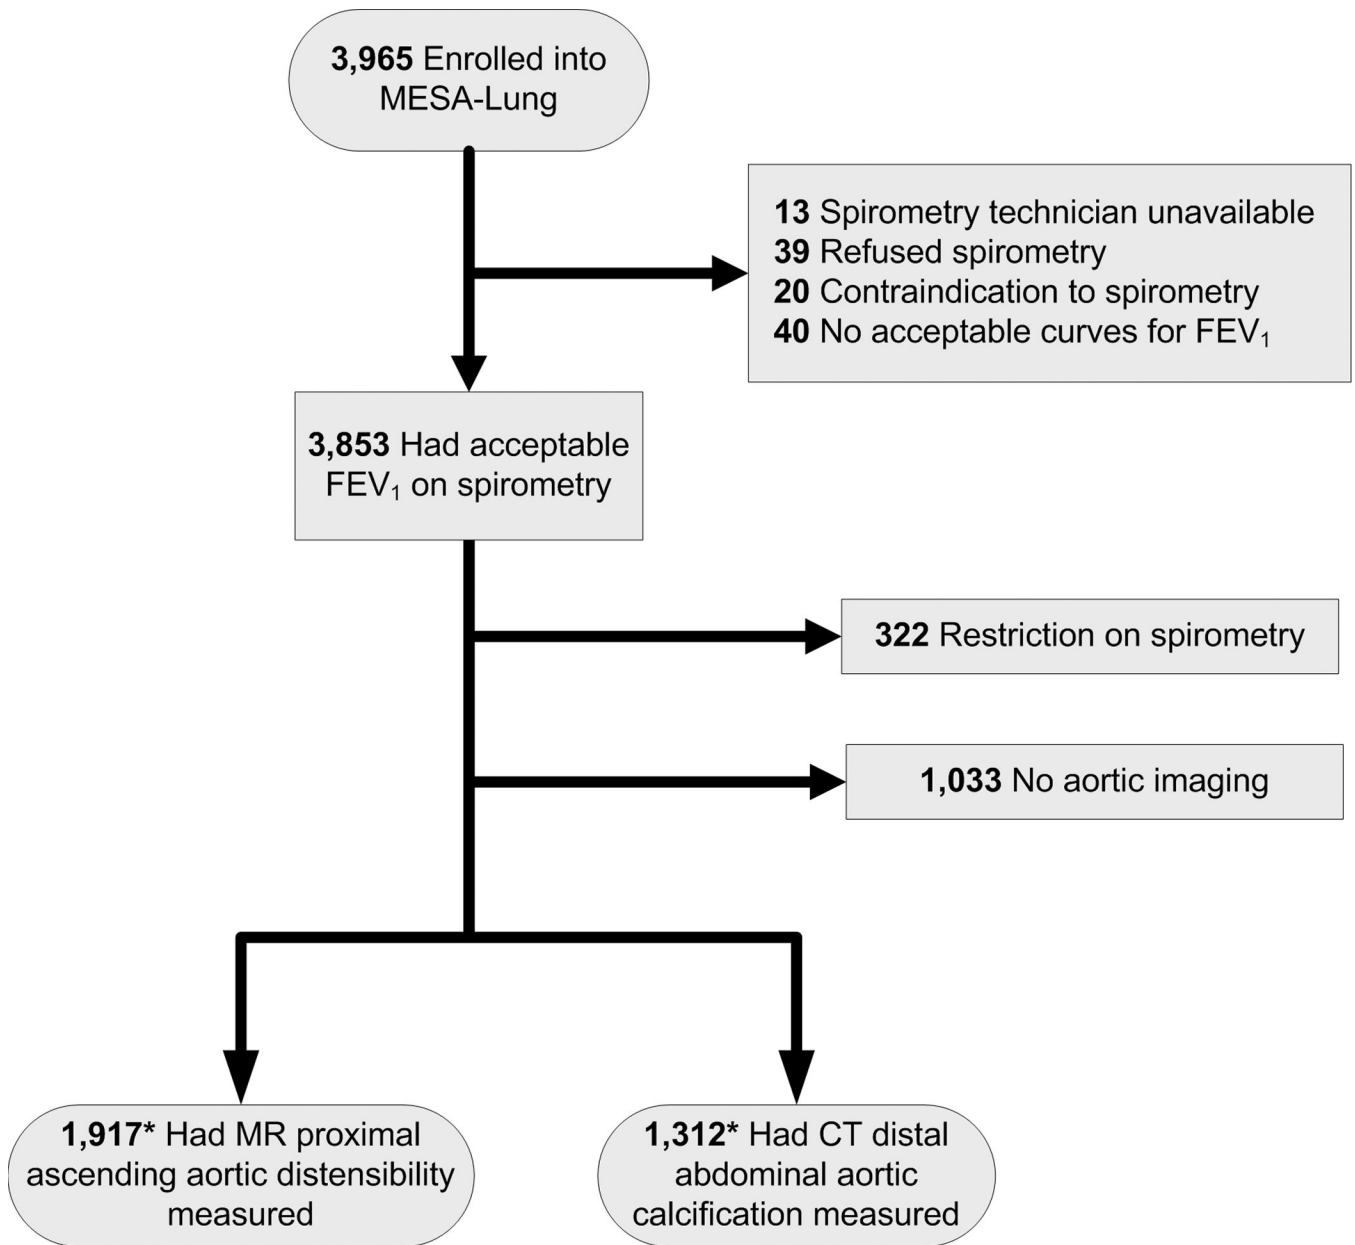 3,965 Enrolled into
MESA-Lung
13 Spirometry technician unavailable
39 Refused spirometry
20 Contraindication to spirometry
40 No acceptable curves for FEV₁
3,853 Had acceptable
FEV₁ on spirometry
322 Restriction on spirometry
1,033 No aortic imaging
1,917* Had MR proximal
ascending aortic distensibility
measured
1,312* Had CT distal
abdominal aortic
calcification measured